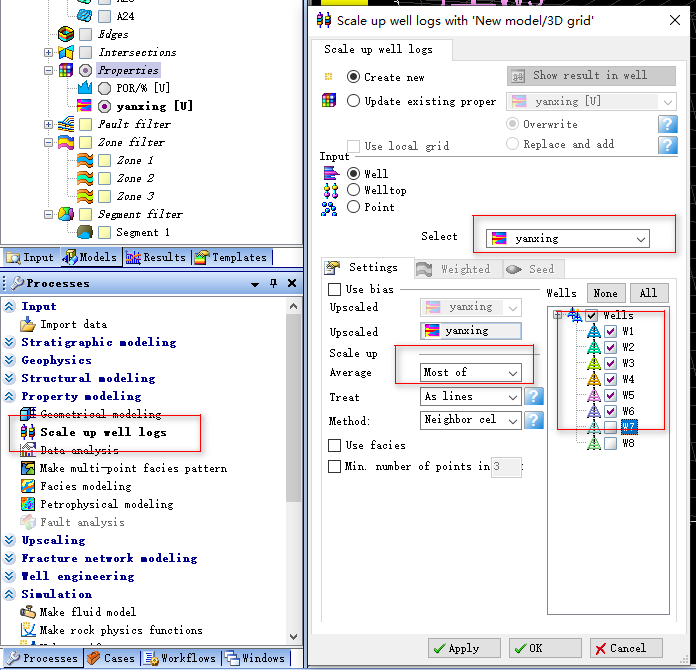 A24
Edges
Intersections
Properties
POR/% [U]
yanxing [U]
Fault filter
Zone filter
Zone 1
Zone 2
Zone 3
Segment filter
Segment 1
Input Models Results Templates
Processes
Input
Import data
Stratigraphic modeling
Geophysics
Structural modeling
Property modeling
Geometrical modeling
Scale up well logs
Data analysis
Make multi-point facies pattern
Facies modeling
Petrophysical modeling
Fault analysis
Upscaling
Fracture network modeling
Well engineering
Simulation
Make fluid model
Make rock physics functions
Processes Cases Workflows Windows
Scale up well logs with 'New model/3D grid'
Scale up well logs
Create new Show result in well
Update existing proper yanxing [U]
Overwrite ?
Use local grid Replace and add ?
Input
Well
Welltop
Point
Select yanxing
Settings Weighted Seed
Use bias
Upscaled yanxing
Upscaled yanxing
Scale up
Average Most of
Treat As lines ?
Method: Neighbor cel ?
Use facies
Min. number of points in 3
Wells None All
Wells
W1
W2
W3
W4
W5
W6
W7
W8
Apply OK Cancel